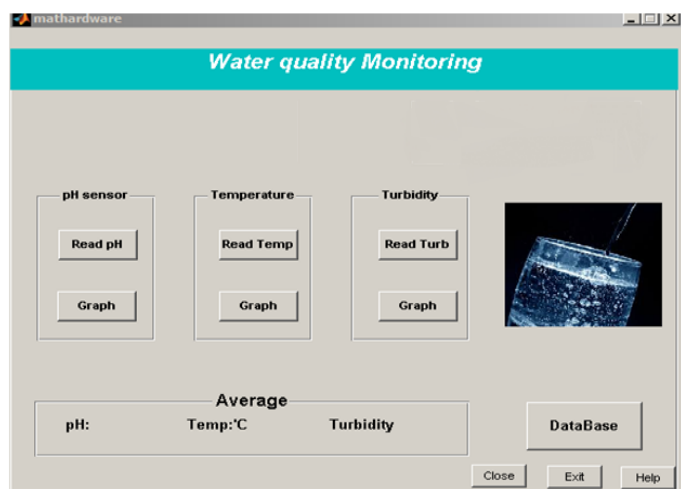 mathardware
Water quality Monitoring
pH sensor
Read pH
Graph
Temperature
Read Temp
Graph
Turbidity
Read Turb
Graph
Average
pH: Temp:'C Turbidity
DataBase
Close Exit Help